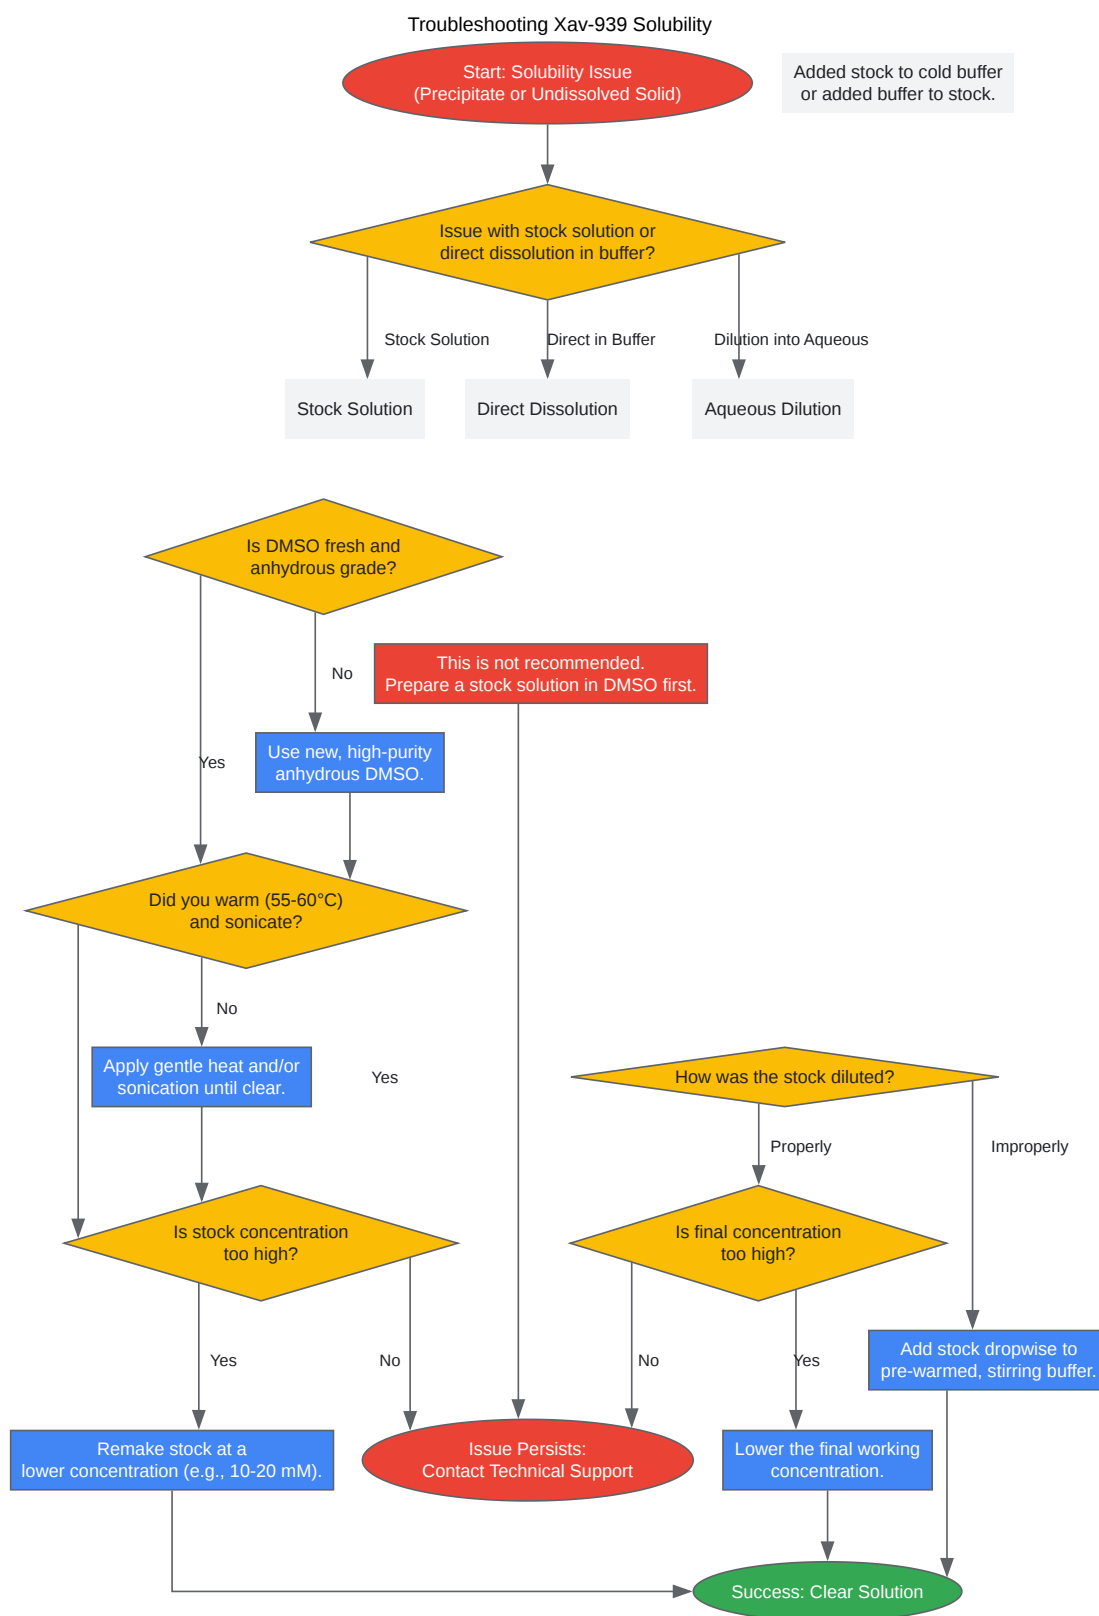 Troubleshooting Xav-939 Solubility
Start: Solubility Issue
(Precipitate or Undissolved Solid)
Added stock to cold buffer
or added buffer to stock.
Issue with stock solution or
direct dissolution in buffer?
Stock Solution
Direct in Buffer
Dilution into Aqueous
Stock Solution
Direct Dissolution
Aqueous Dilution
Is DMSO fresh and
anhydrous grade?
No
This is not recommended.
Prepare a stock solution in DMSO first.
Yes
Use new, high-purity
anhydrous DMSO.
Did you warm (55-60°C)
and sonicate?
No
Apply gentle heat and/or
sonication until clear.
Yes
How was the stock diluted?
Properly
Improperly
Is stock concentration
too high?
Is final concentration
too high?
Yes
No
No
Yes
Add stock dropwise to
pre-warmed, stirring buffer.
Remake stock at a
lower concentration (e.g., 10-20 mM).
Issue Persists:
Contact Technical Support
Lower the final working
concentration.
Success: Clear Solution